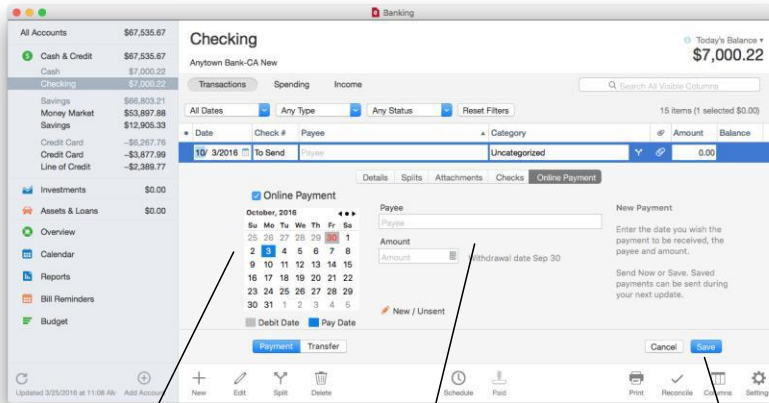 Banking
All Accounts $67,535.67
Cash & Credit $67,535.67
Cash $7,000.22
Checking $7,000.22
Savings $66,803.21
Money Market $53,897.88
Savings $12,905.33
Credit Card -$6,267.76
Credit Card -$3,877.99
Line of Credit -$2,389.77
Investments $0.00
Assets & Loans $0.00
Overview
Calendar
Reports
Bill Reminders
Budget
Updated 3/25/2016 at 11:06 AM Add Account
Checking
Anytown Bank-CA New
Today's Balance
$7,000.22
Transactions Spending Income
Search All Visible Columns
All Dates Any Type Any Status Reset Filters 15 items (1 selected $0.00)
Date Check # Payee Category Amount Balance
10/ 3/2016 To Send Payee Uncategorized 0.00
Details Splits Attachments Checks Online Payment
Online Payment
October, 2016
Su Mo Tu We Th Fr Sa
25 26 27 28 29 30 1
2 3 4 5 6 7 8
9 10 11 12 13 14 15
16 17 18 19 20 21 22
23 24 25 26 27 28 29
30 31 1 2 3 4 5
Debit Date Pay Date
Payee
Payee
Amount
Amount Withdrawal date Sep 30
New / Unsent
New Payment
Enter the date you wish the
payment to be received, the
payee and amount.
Send Now or Save. Saved
payments can be sent during
your next update.
Payment Transfer
Cancel Save
New Edit Split Delete Schedule Paid Print Reconcile Columns Settings